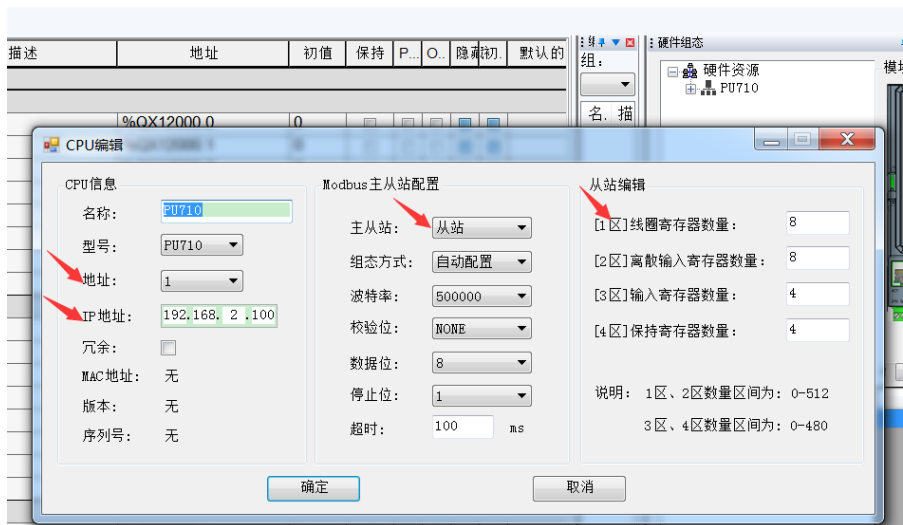 描述 地址 初值 保持 P... O.. 隐藏 初. 默认的
组:
名. 描
硬件组态
硬件资源
PU710
模块
%QX12000.0 0
CPU编辑
CPU信息
名称: PU710
型号: PU710
地址: 1
IP地址: 192.168. 2 .100
冗余:
MAC地址: 无
版本: 无
序列号: 无
Modbus主从站配置
主从站: 从站
组态方式: 自动配置
波特率: 500000
校验位: NONE
数据位: 8
停止位: 1
超时: 100 ms
从站编辑
[1区]线圈寄存器数量: 8
[2区]离散输入寄存器数量: 8
[3区]输入寄存器数量: 4
[4区]保持寄存器数量: 4
说明: 1区、2区数量区间为: 0-512
3区、4区数量区间为: 0-480
确定 取消